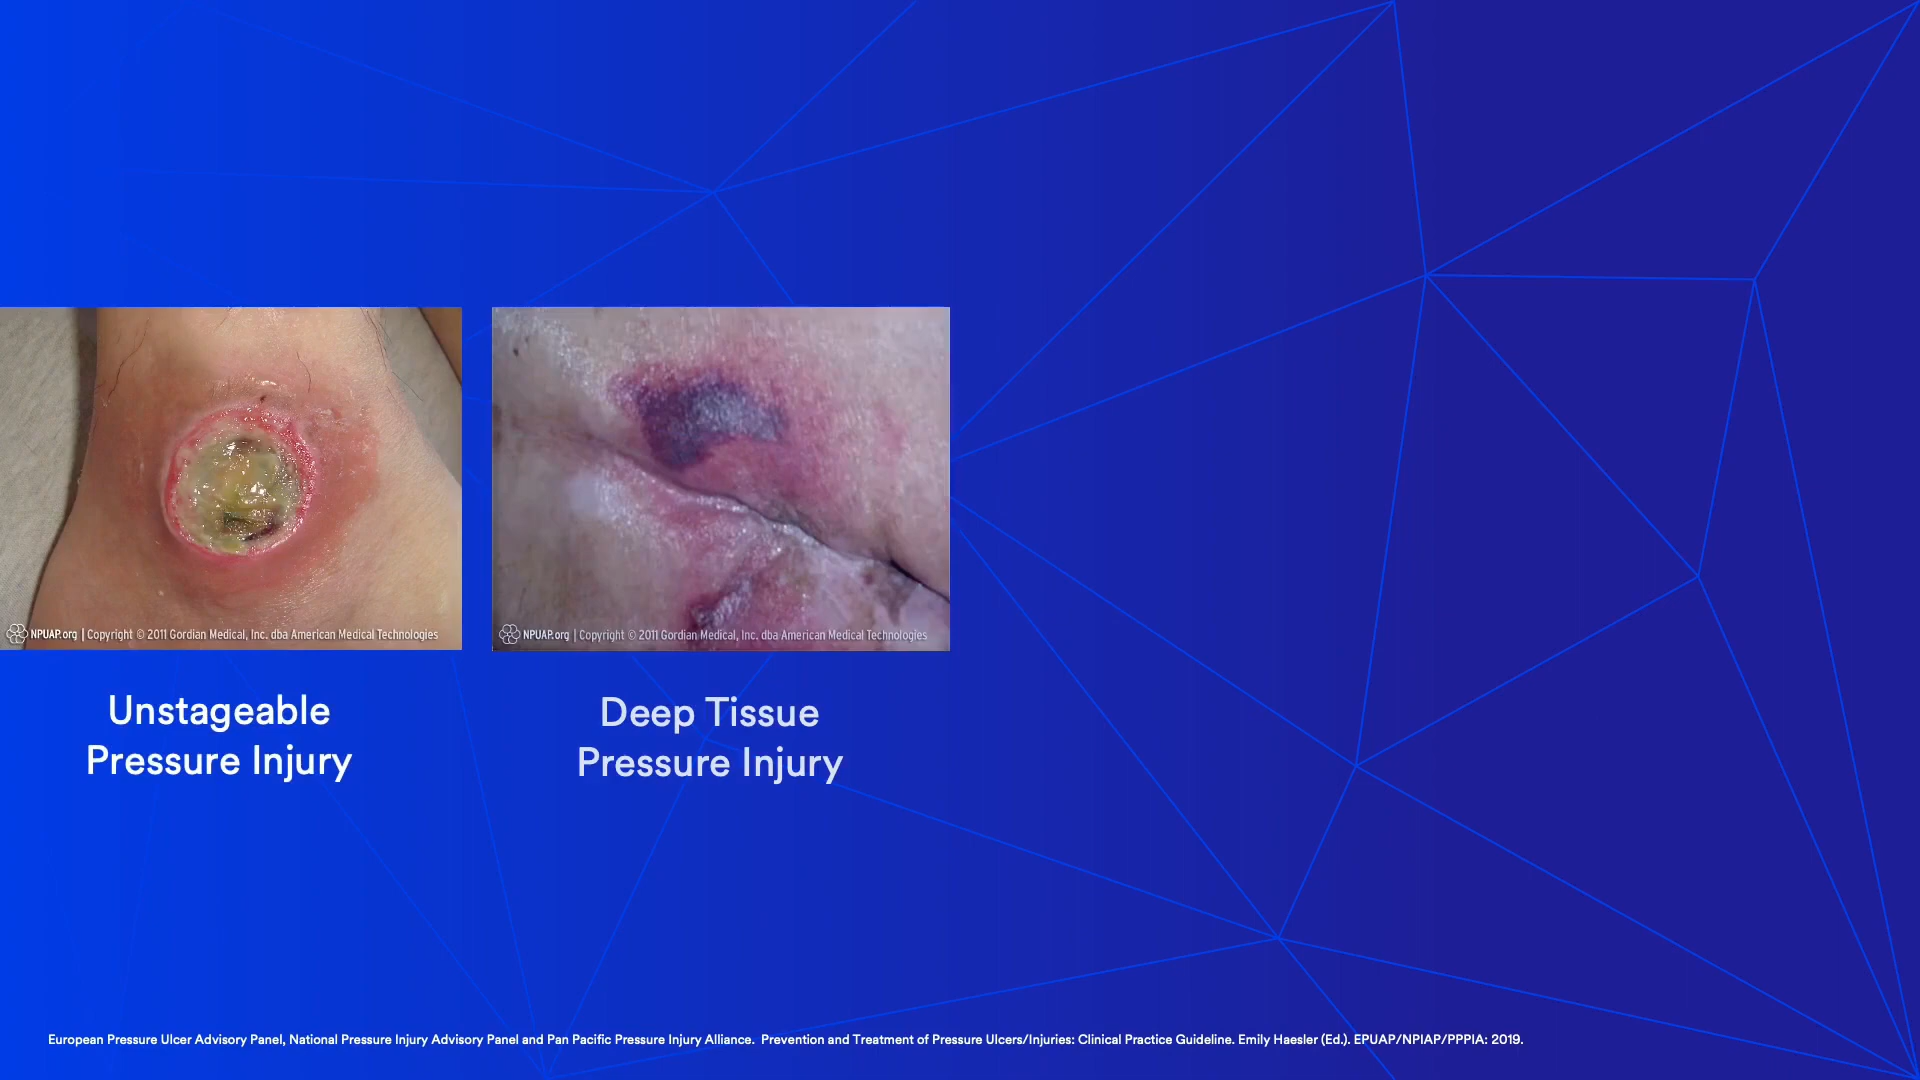 NPUAP.org | Copyright © 2011 Gordian Medical, Inc. dba American Medical Technologies
NPUAP.org | Copyright © 2011 Gordian Medical, Inc. dba American Medical Technologies
Unstageable
Pressure Injury
Deep Tissue
Pressure Injury
European Pressure Ulcer Advisory Panel, National Pressure Injury Advisory Panel and Pan Pacific Pressure Injury Alliance.  Prevention and Treatment of Pressure Ulcers/Injuries: Clinical Practice Guideline. Emily Haesler (Ed.). EPUAP/NPIAP/PPPIA: 2019.